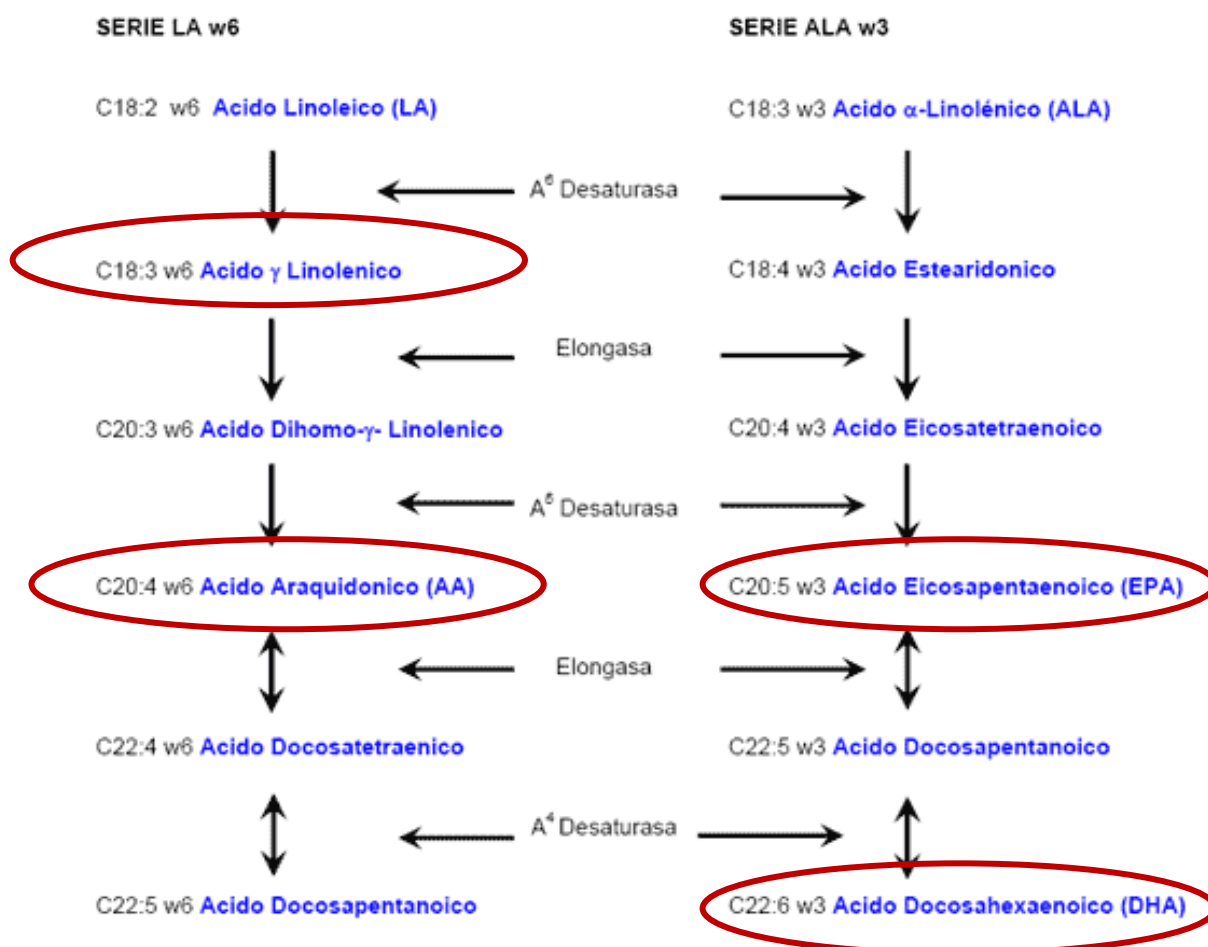 SERIE LA w6
SERIE ALA w3
C18:2 w6 Acido Linoleico (LA)
C18:3 w3 Acido α-Linolénico (ALA)
A⁶ Desaturasa
C18:3 w6 Acido γ Linolenico
C18:4 w3 Acido Estearidonico
Elongasa
C20:3 w6 Acido Dihomo-γ- Linolenico
C20:4 w3 Acido Eicosatetraenoico
A⁵ Desaturasa
C20:4 w6 Acido Araquidonico (AA)
C20:5 w3 Acido Eicosapentaenoico (EPA)
Elongasa
C22:4 w6 Acido Docosatetraenico
C22:5 w3 Acido Docosapentanoico
A⁴ Desaturasa
C22:5 w6 Acido Docosapentanoico
C22:6 w3 Acido Docosahexaenoico (DHA)